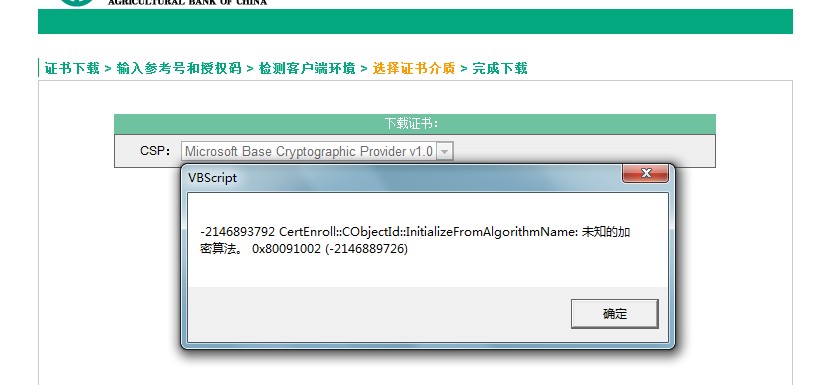 AGRICULTURAL BANK OF CHINA
证书下载 > 输入参考号和授权码 > 检测客户端环境 > 选择证书介质 > 完成下载
下载证书：
CSP： Microsoft Base Cryptographic Provider v1.0
VBScript
-2146893792 CertEnroll::CObjectId::InitializeFromAlgorithmName: 未知的加
密算法。 0x80091002 (-2146889726)
确定